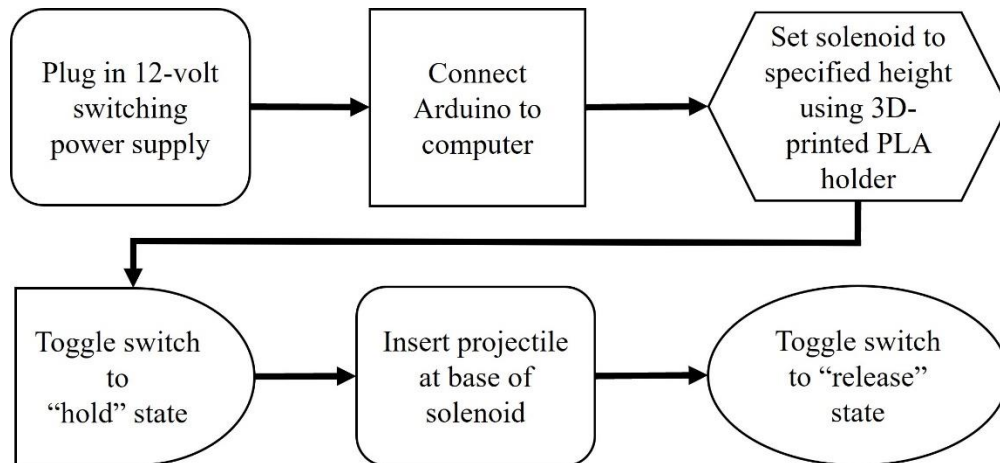 Plug in 12-volt
switching
power supply
Connect
Arduino to
computer
Set solenoid to
specified height
using 3D-
printed PLA
holder
Toggle switch
to
“hold” state
Insert projectile
at base of
solenoid
Toggle switch
to “release”
state